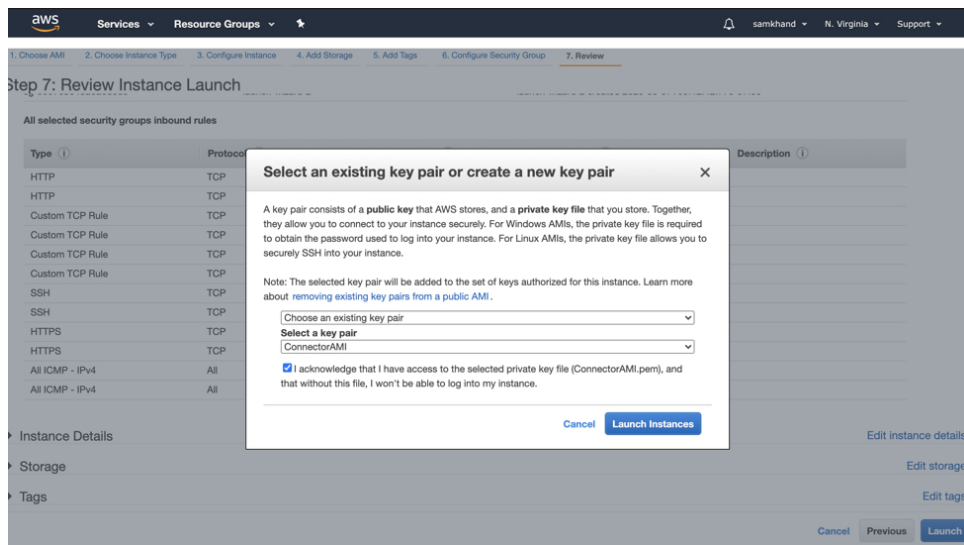 aws
Services
Resource Groups
samkhand
N. Virginia
Support
1. Choose AMI
2. Choose Instance Type
3. Configure Instance
4. Add Storage
5. Add Tags
6. Configure Security Group
7. Review
Step 7: Review Instance Launch
All selected security groups inbound rules
Type
Protocol
Description
HTTP TCP
HTTP TCP
Custom TCP Rule TCP
Custom TCP Rule TCP
Custom TCP Rule TCP
Custom TCP Rule TCP
SSH TCP
SSH TCP
HTTPS TCP
HTTPS TCP
All ICMP - IPv4 All
All ICMP - IPv4 All
Select an existing key pair or create a new key pair
A key pair consists of a public key that AWS stores, and a private key file that you store. Together,
they allow you to connect to your instance securely. For Windows AMIs, the private key file is required
to obtain the password used to log into your instance. For Linux AMIs, the private key file allows you to
securely SSH into your instance.
Note: The selected key pair will be added to the set of keys authorized for this instance. Learn more
about removing existing key pairs from a public AMI.
Choose an existing key pair
Select a key pair
ConnectorAMI
I acknowledge that I have access to the selected private key file (ConnectorAMI.pem), and
that without this file, I won't be able to log into my instance.
Cancel
Launch Instances
Instance Details
Edit instance details
Storage
Edit storage
Tags
Edit tags
Cancel
Previous
Launch